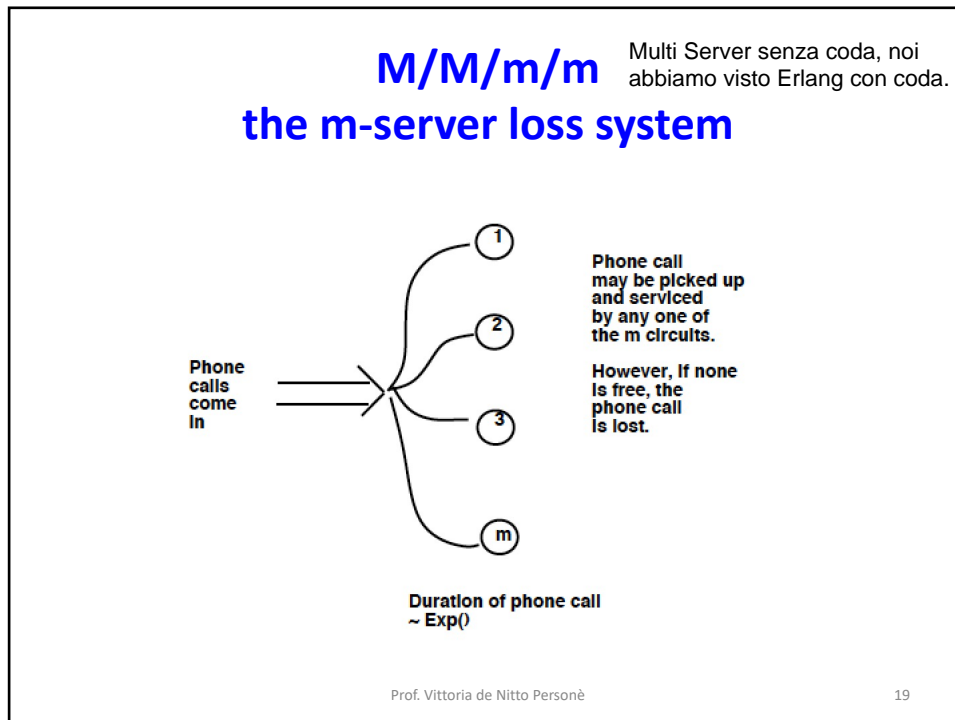 M/M/m/m
the m-server loss system
Multi Server senza coda, noi
abbiamo visto Erlang con coda.
Phone
calls
come
in
1
2
3
m
Phone call
may be picked up
and serviced
by any one of
the m circuits.
However, if none
is free, the
phone call
is lost.
Duration of phone call
~ Exp()
Prof. Vittoria de Nitto Personè
19